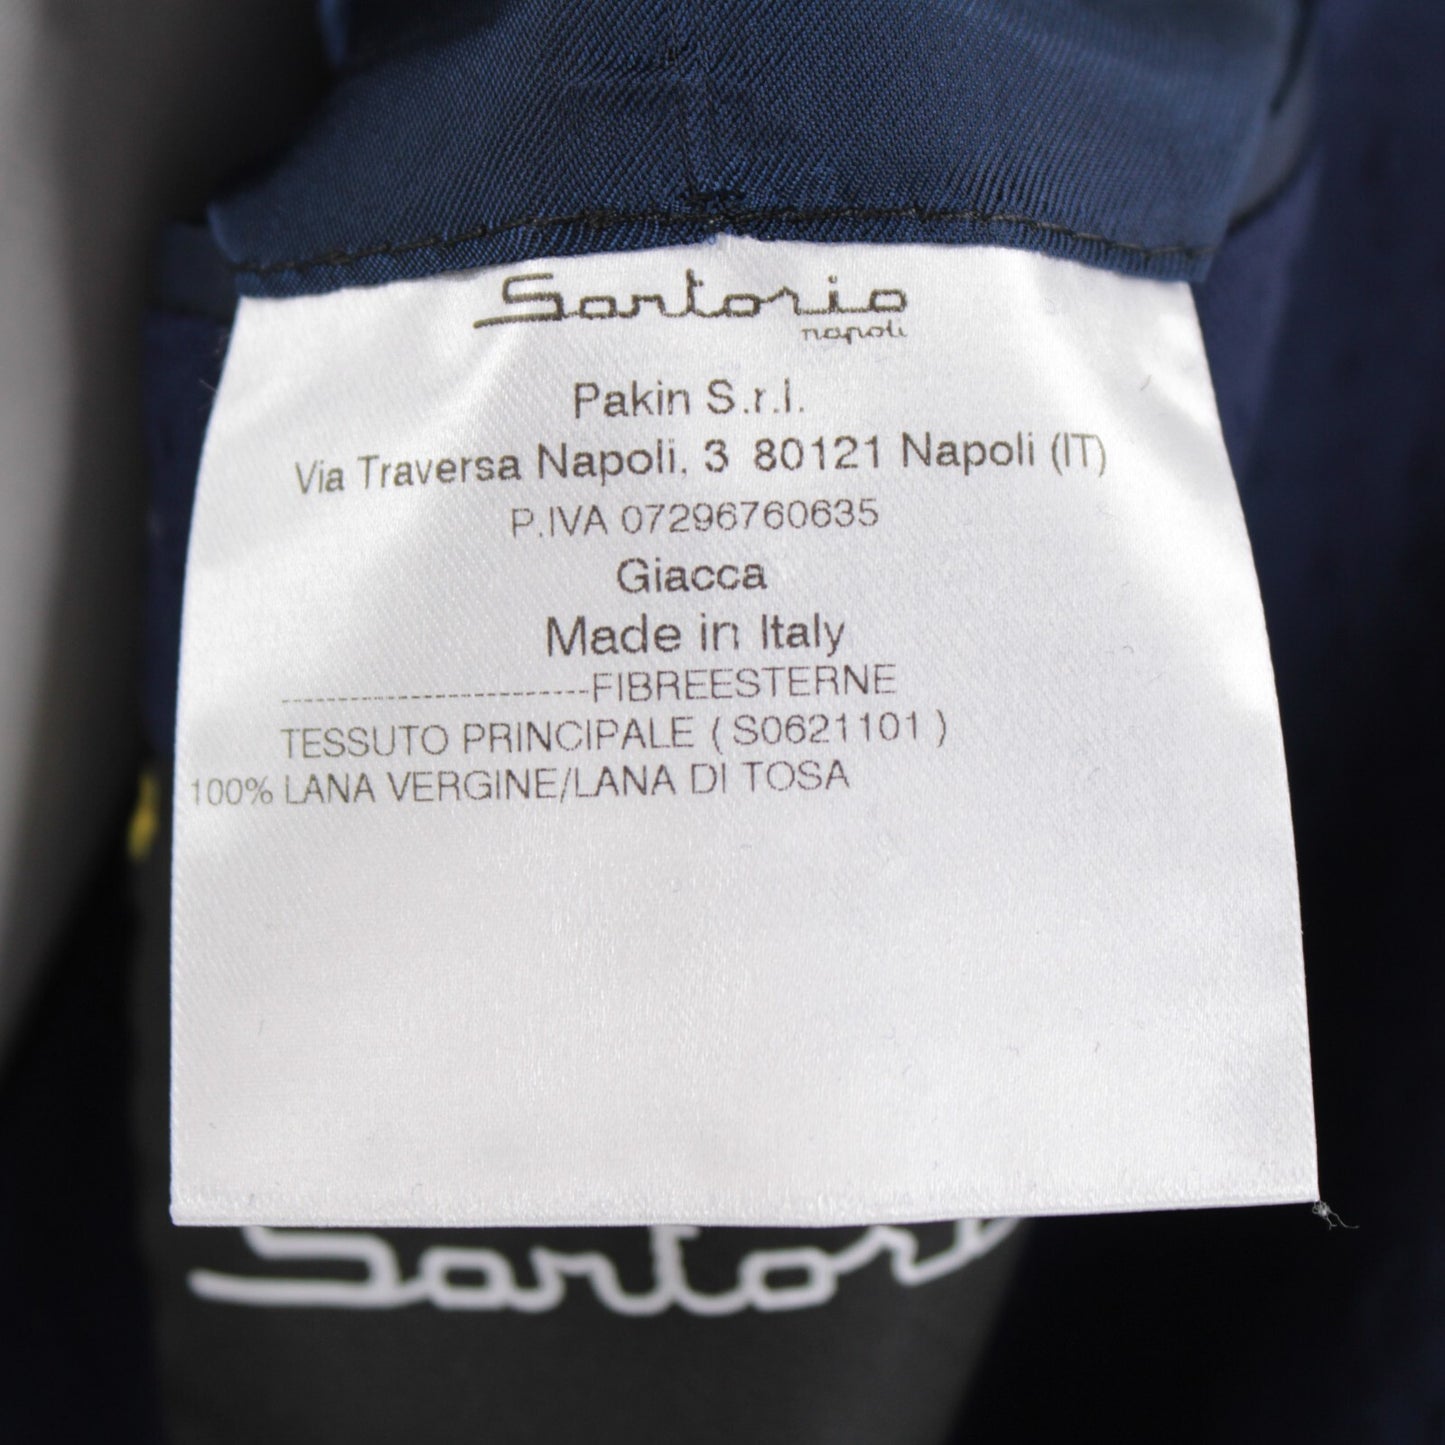 Sartorio
napoli
Pakin S.r.l.
Via Traversa Napoli, 3 80121 Napoli (IT)
P.IVA 07296760635
Giacca
Made in Italy
-------------------------FIBREESTERNE
TESSUTO PRINCIPALE ( S0621101 )
100% LANA VERGINE/LANA DI TOSA
Sartori